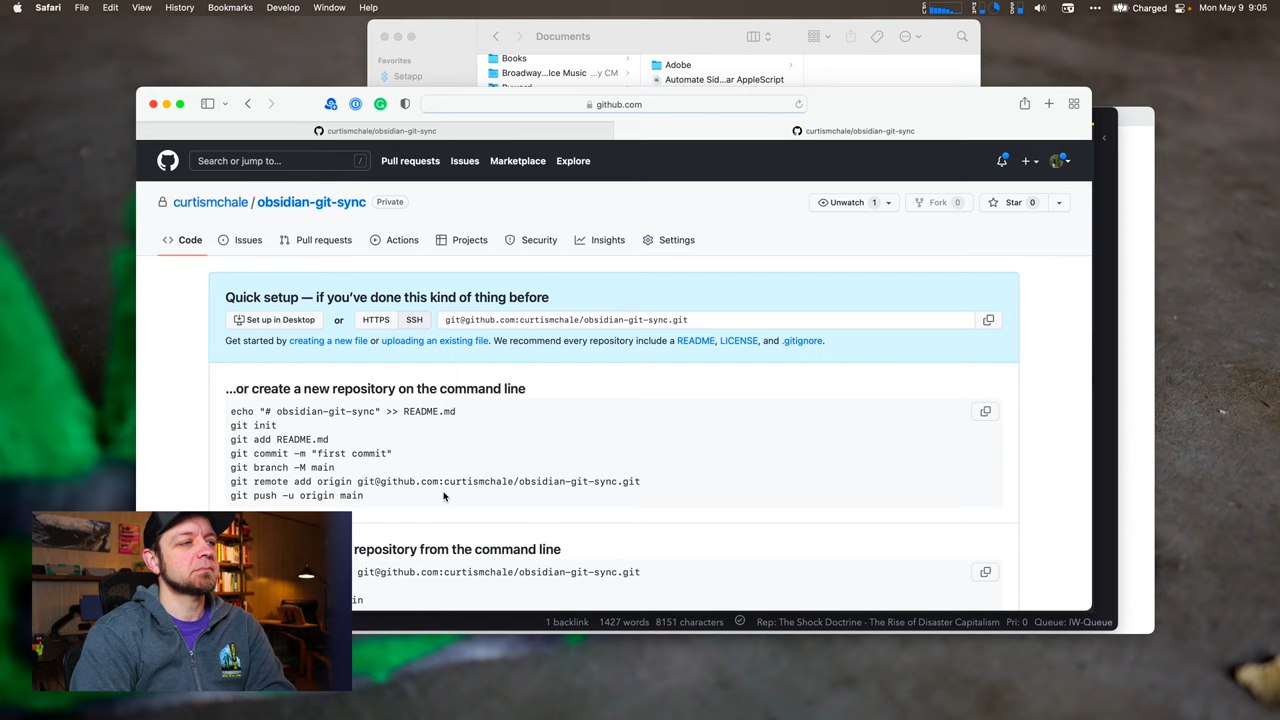 Safari File Edit View History Bookmarks Develop Window Help Charged Mon May 9 9:05
Documents
Favorites
Setapp
Books
Broadway...Ice Music ...y CM
Adobe
Automate Sid...ar AppleScript
github.com
curtismchale/obsidian-git-sync curtismchale/obsidian-git-sync
Search or jump to... / Pull requests Issues Marketplace Explore
curtismchale / obsidian-git-sync Private Unwatch 1 Fork 0 Star 0
Code Issues Pull requests Actions Projects Security Insights Settings
Quick setup — if you've done this kind of thing before
Set up in Desktop or HTTPS SSH git@github.com:curtismchale/obsidian-git-sync.git
Get started by creating a new file or uploading an existing file. We recommend every repository include a README, LICENSE, and .gitignore.
...or create a new repository on the command line
echo "# obsidian-git-sync" >> README.md
git init
git add README.md
git commit -m "first commit"
git branch -M main
git remote add origin git@github.com:curtismchale/obsidian-git-sync.git
git push -u origin main
repository from the command line
git@github.com:curtismchale/obsidian-git-sync.git
in
1 backlink 1427 words 8151 characters Rep: The Shock Doctrine - The Rise of Disaster Capitalism Pri: 0 Queue: IW-Queue